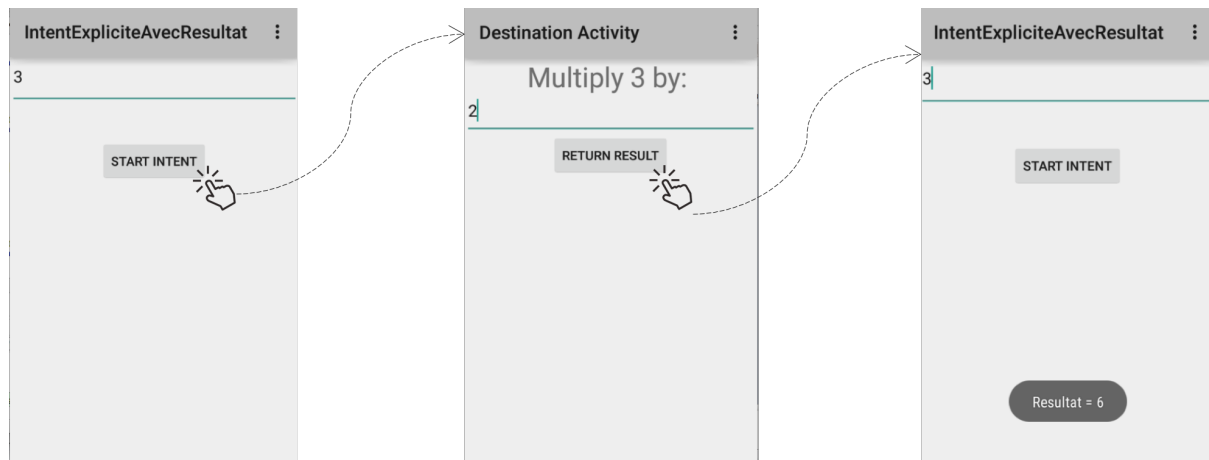 IntentExpliciteAvecResultat
3
START INTENT
Destination Activity
Multiply 3 by:
2
RETURN RESULT
IntentExpliciteAvecResultat
3
START INTENT
Resultat = 6